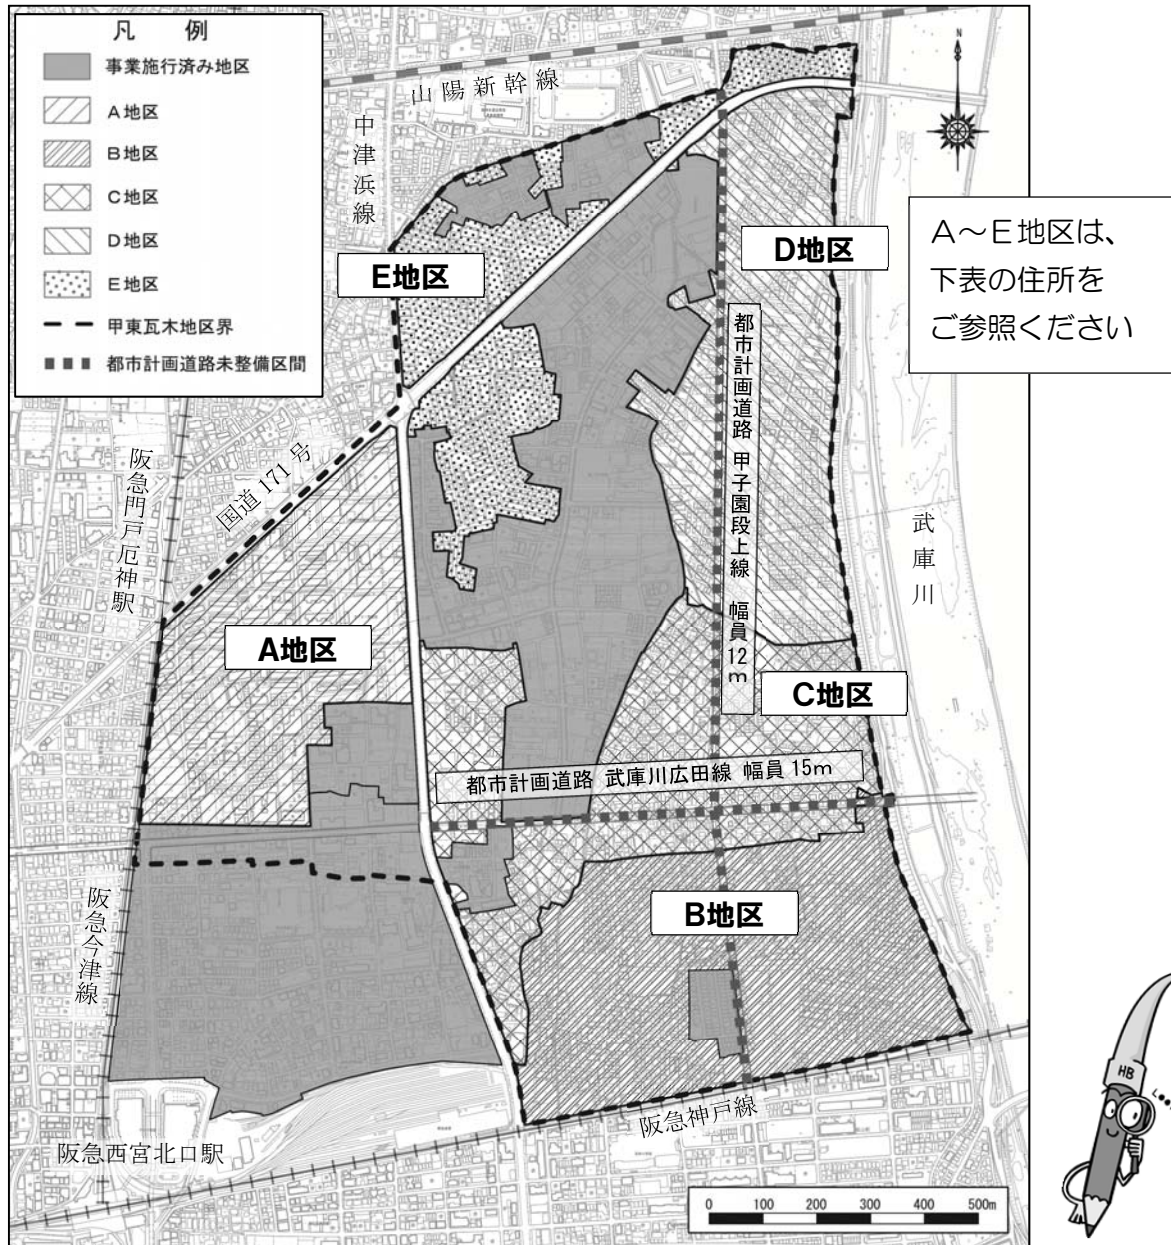 凡　例
事業施行済み地区
A地区
B地区
C地区
D地区
E地区
甲東瓦木地区界
都市計画道路未整備区間
山陽新幹線
中津浜線
N
A～E地区は、
下表の住所を
ご参照ください
D地区
E地区
都市計画道路 甲子園段上線 幅員12m
国道171号
阪急門戸厄神駅
武庫川
A地区
C地区
都市計画道路 武庫川広田線 幅員15m
B地区
阪急今津線
阪急神戸線
阪急西宮北口駅
0 100 200 300 400 500m
HB